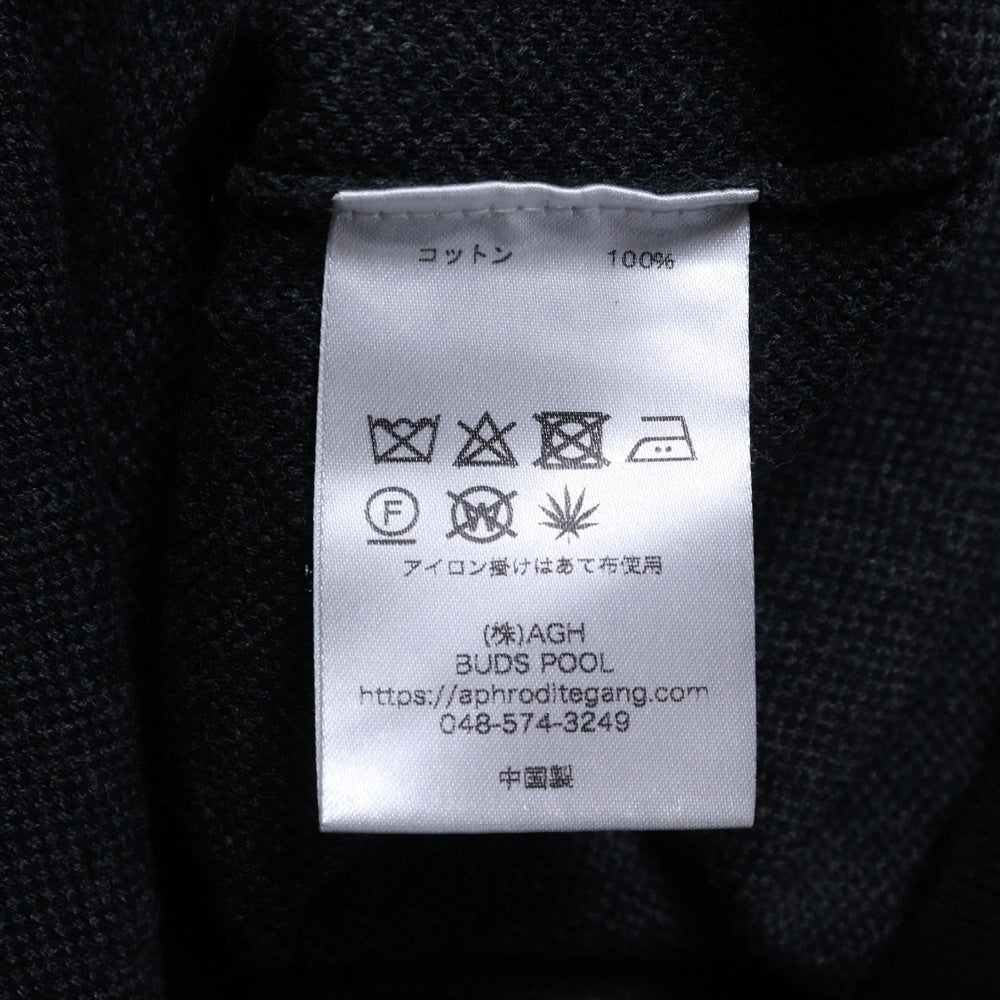 コットン 100%
F W
アイロン掛けはあて布使用
(株)AGH
BUDS POOL
https://aphroditegang.com
048-574-3249
中国製